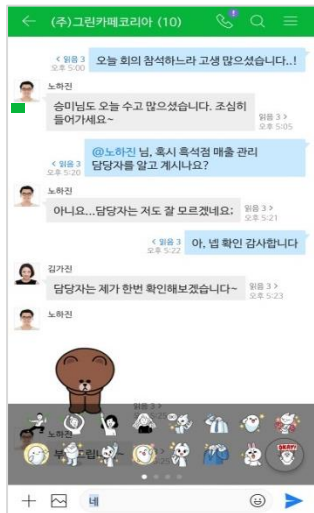 (주)그린카페코리아 (10)
읽음 3
오후 5:00
오늘 회의 참석하느라 고생 많으셨습니다..!
노하진
승미님도 오늘 수고 많으셨습니다. 조심히
들어가세요~
읽음 3
오후 5:05
@노하진 님, 혹시 흑석점 매출 관리
담당자를 알고 계시나요?
읽음 3
오후 5:20
노하진
아니요...담당자는 저도 잘 모르겠네요;
읽음 3
오후 5:21
읽음 3
오후 5:22
아, 넵 확인 감사합니다
김가진
담당자는 제가 한번 확인해보겠습니다~
읽음 3
오후 5:23
노하진
읽음 3
노하진
OKAY!
네